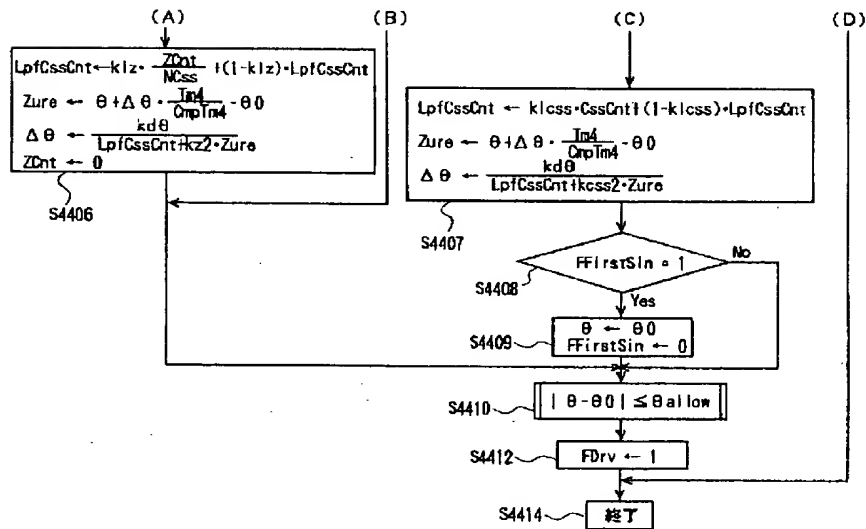 (A)
(B)
(C)
(D)
LpfCssCnt←klz・ZCnt/NCss+(1-klz)・LpfCssCnt
Zure ← θ+Δθ・Tm4/CmpTm4-θ0
Δθ ← kdθ/LpfCssCnt+kz2・Zure
ZCnt ← 0
S4406
LpfCssCnt ← klcss・CssCnt+(1-klcss)・LpfCssCnt
Zure ← θ+Δθ・Tm4/CmpTm4-θ0
Δθ ← kdθ/LpfCssCnt+kcss2・Zure
S4407
FFirstSin = 1
No
S4408
Yes
θ ← θ0
FFirstSin ← 0
S4409
| θ-θ0 | ≤ θallow
S4410
FDrv ← 1
S4412
終了
S4414